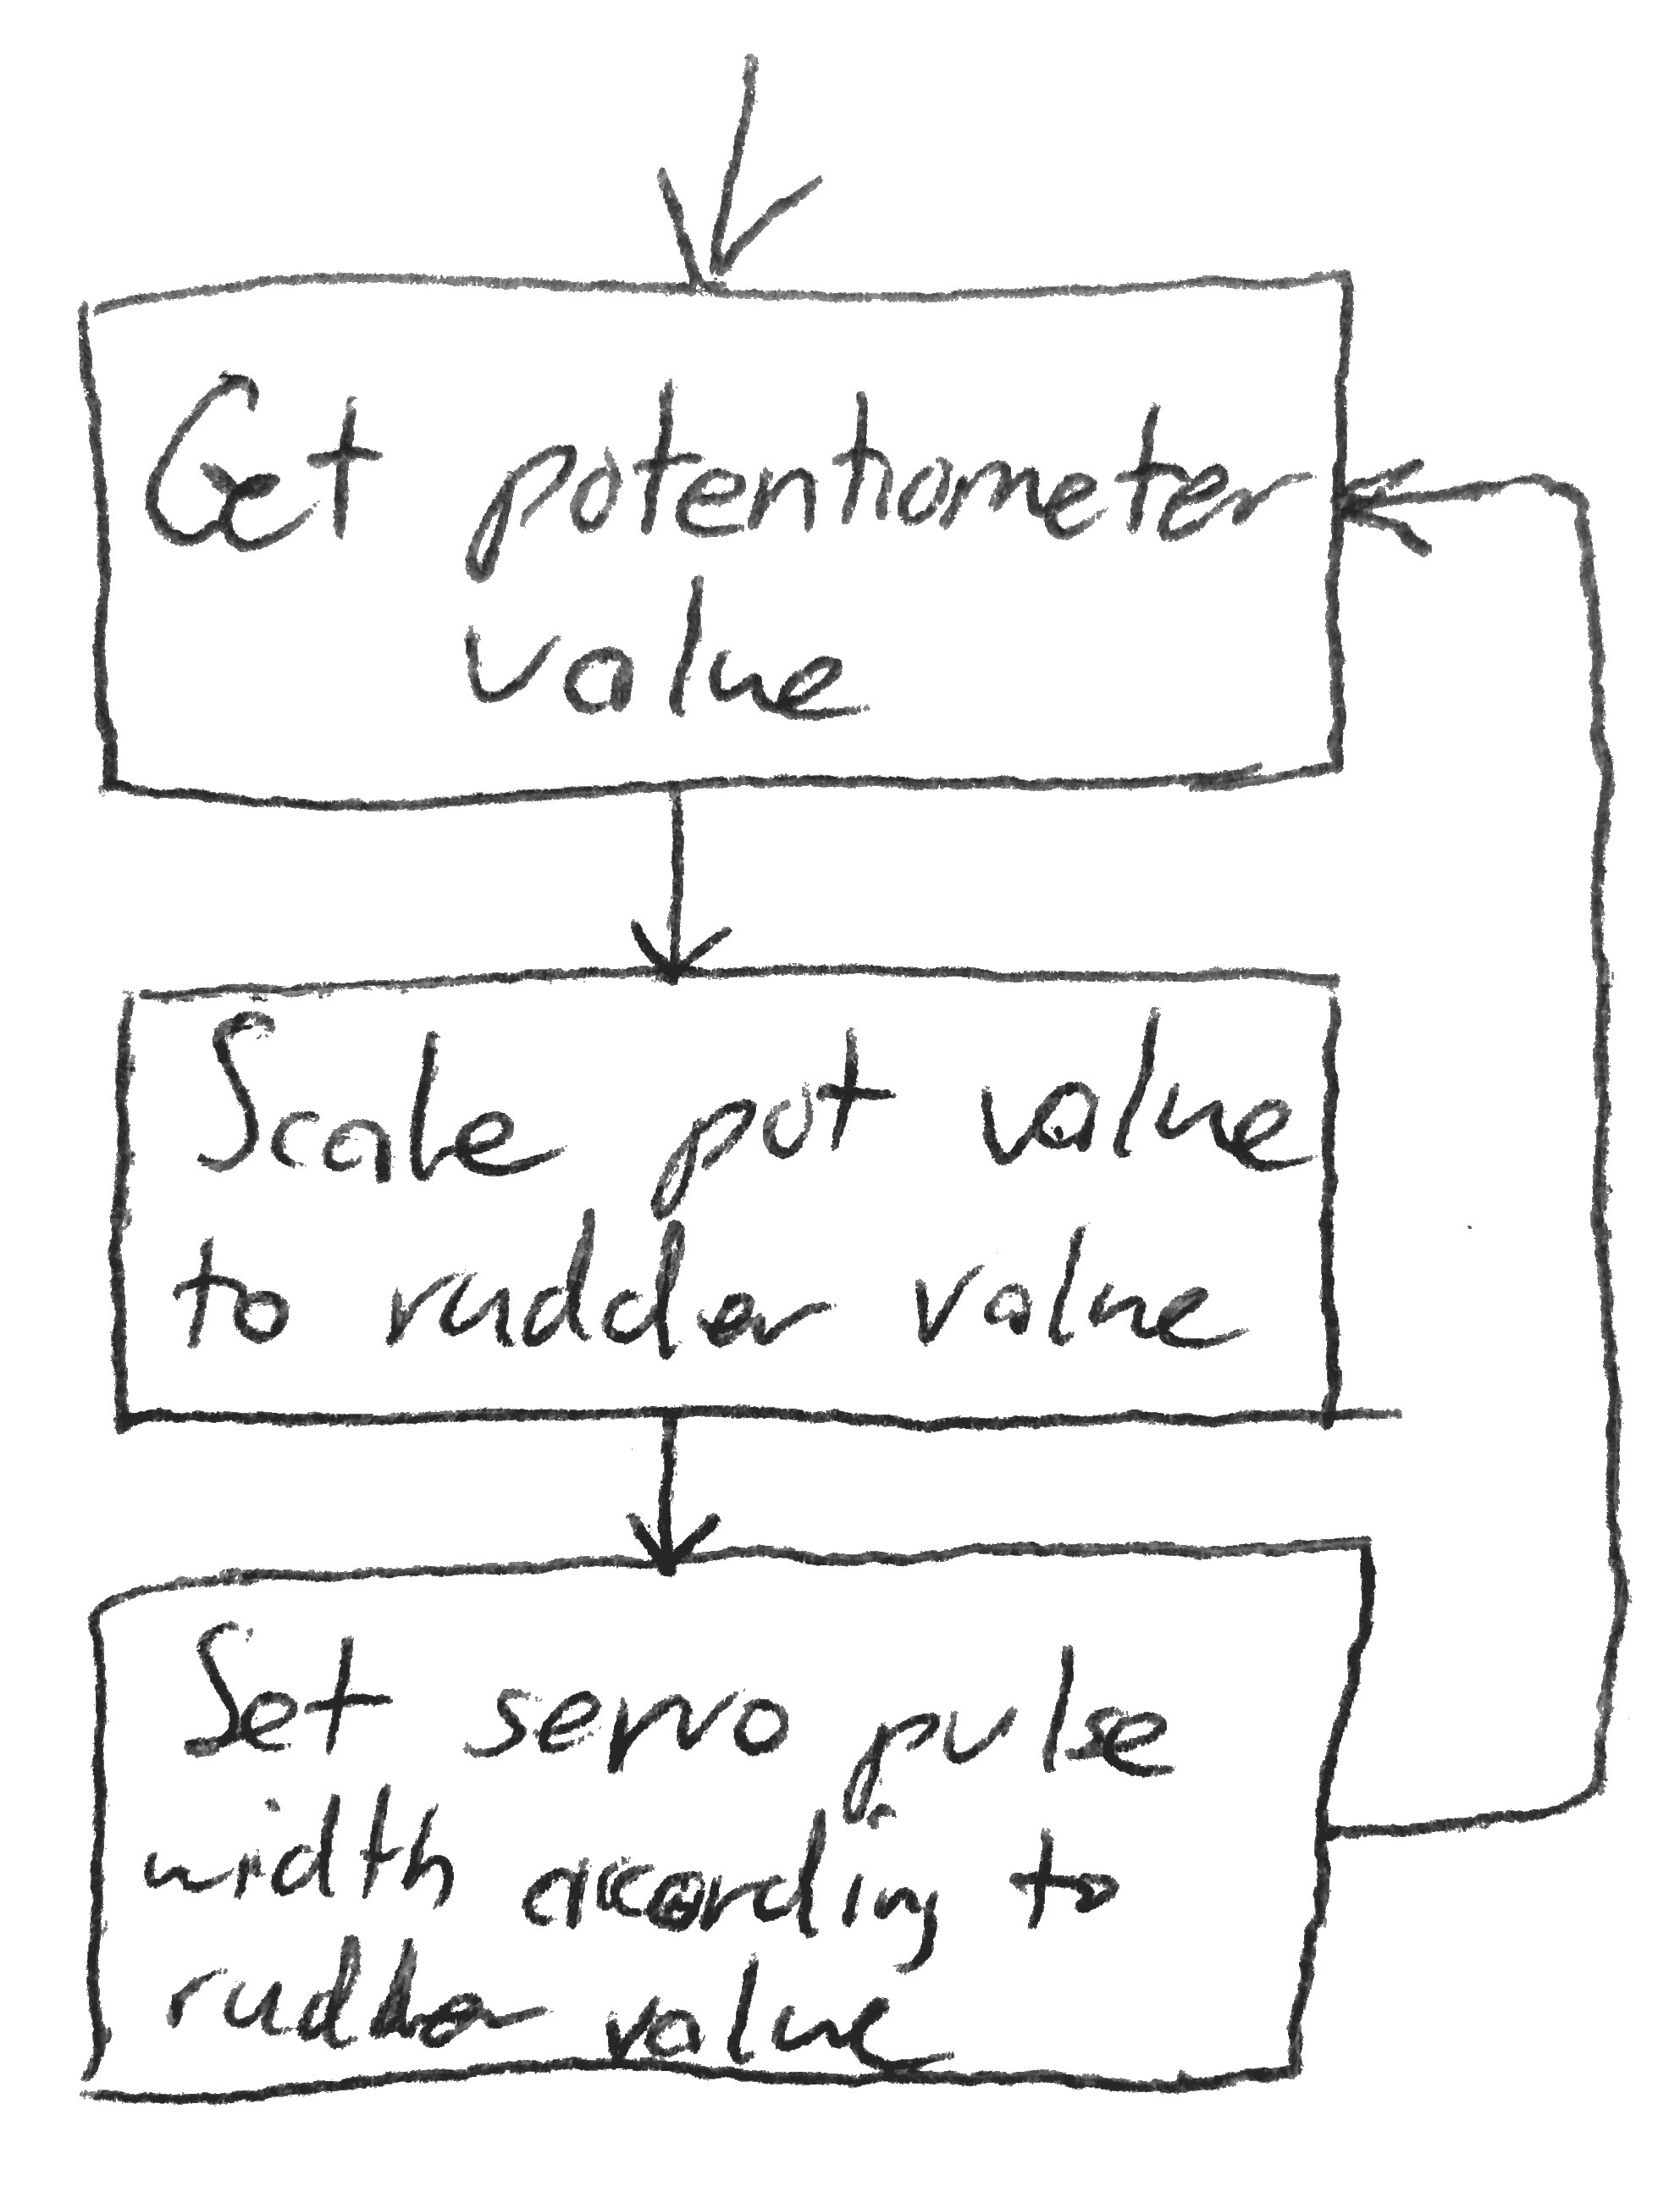 Get potentiometer
value
Scale pot value
to rudder value
Set servo pulse
width according to
rudder value